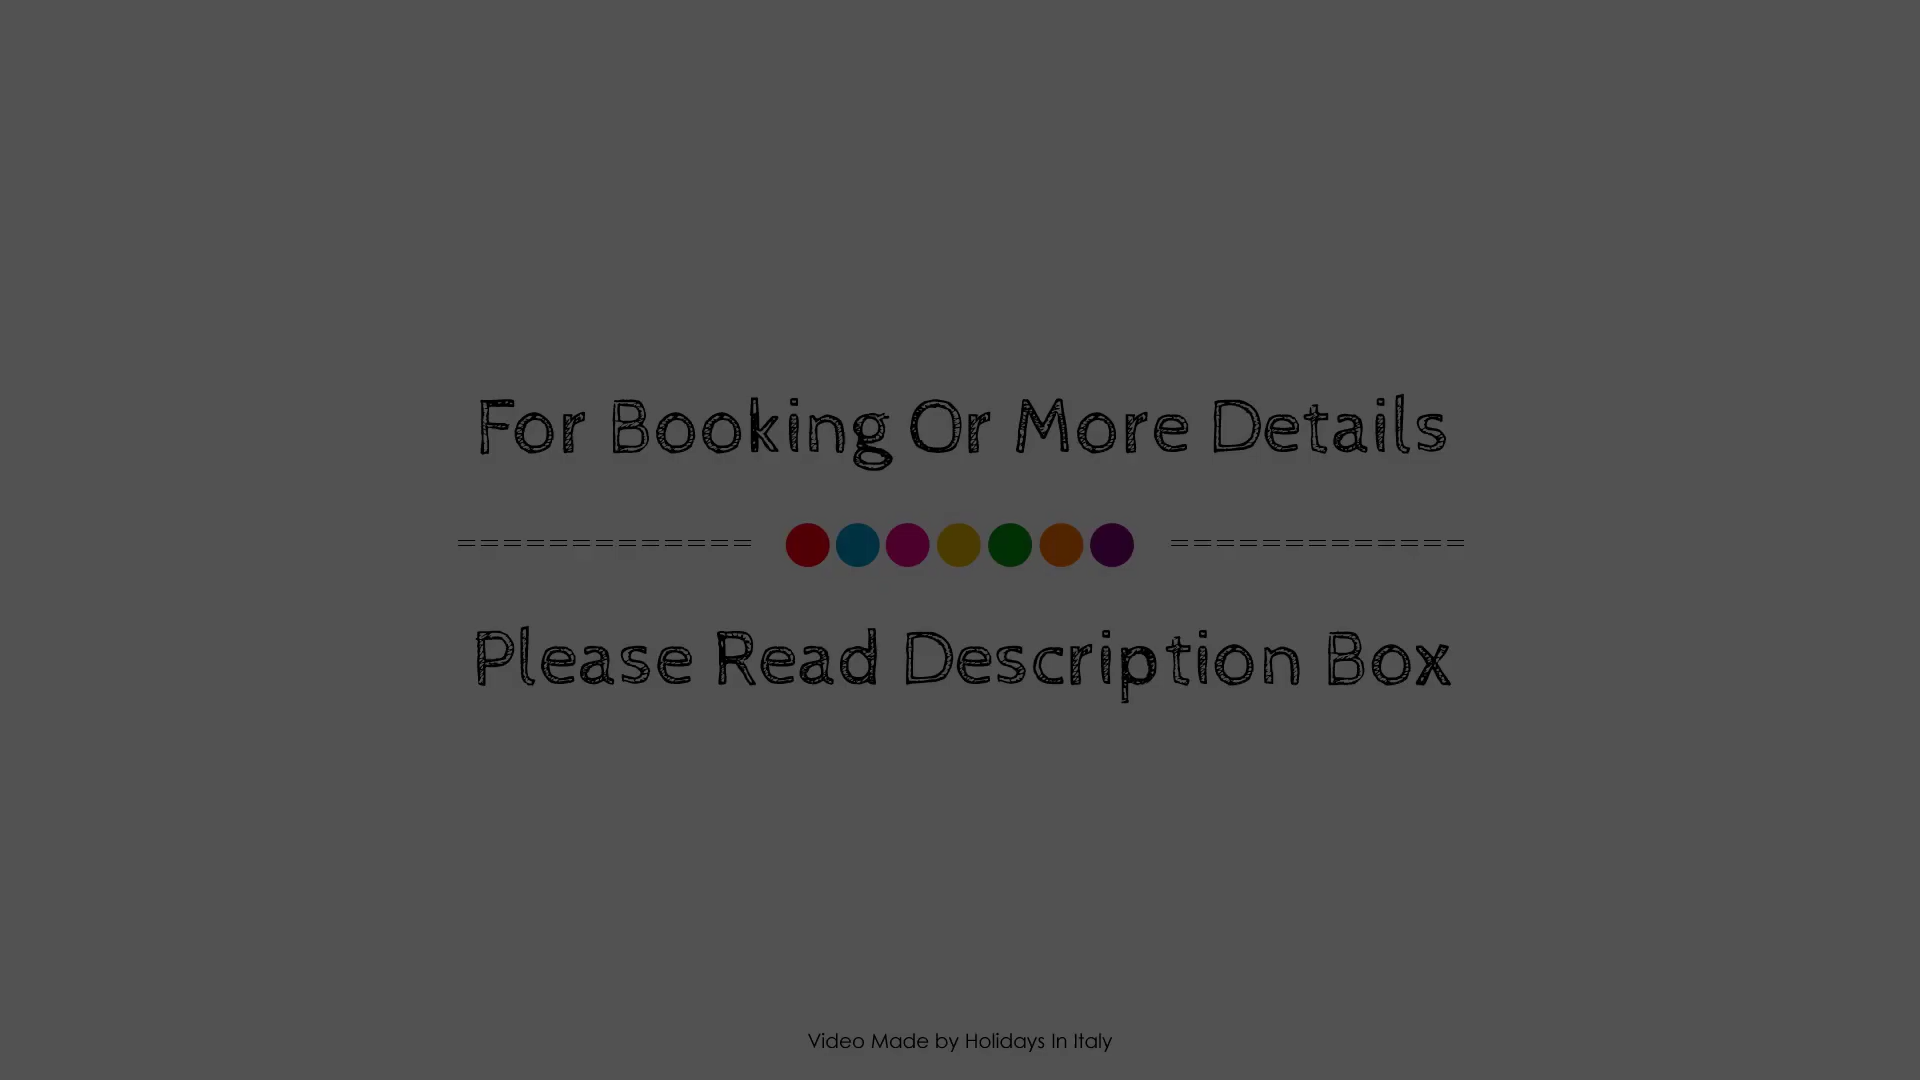 For Booking Or More Details
============= =============
Please Read Description Box
Video Made by Holidays In Italy